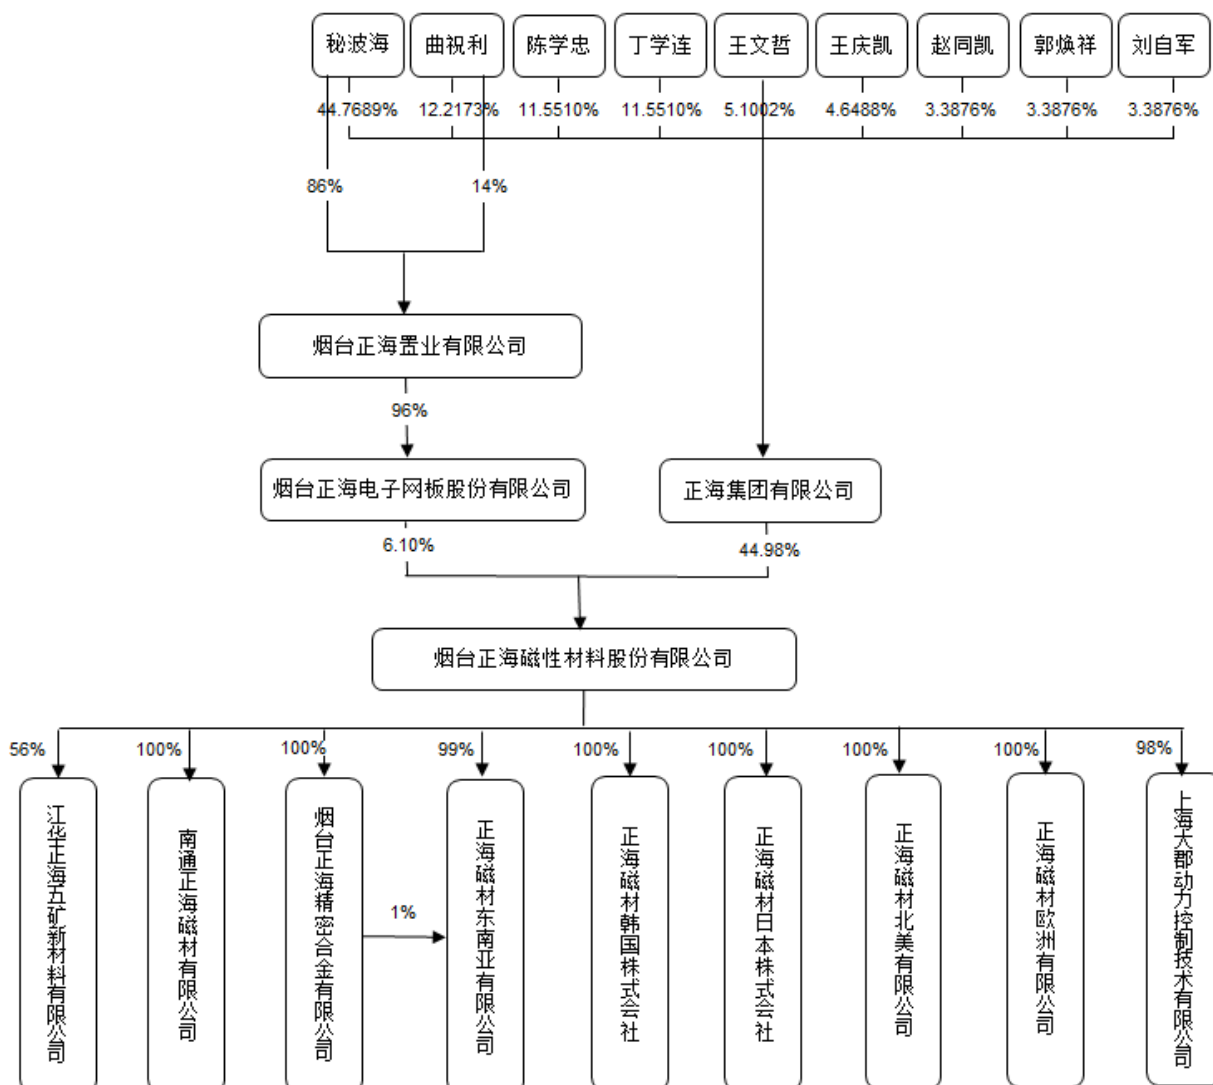 秘波海
曲祝利
陈学忠
丁学连
王文哲
王庆凯
赵同凯
郭焕祥
刘自军
44.7689%
12.2173%
11.5510%
11.5510%
5.1002%
4.6488%
3.3876%
3.3876%
3.3876%
86%
14%
烟台正海置业有限公司
96%
烟台正海电子网板股份有限公司
正海集团有限公司
6.10%
44.98%
烟台正海磁性材料股份有限公司
56%
100%
100%
99%
100%
100%
100%
100%
98%
江华正海五矿新材料有限公司
南通正海磁材有限公司
烟台正海精密合金有限公司
1%
正海磁材东南亚有限公司
正海磁材韩国株式会社
正海磁材日本株式会社
正海磁材北美有限公司
正海磁材欧洲有限公司
上海大郡动力控制技术有限公司